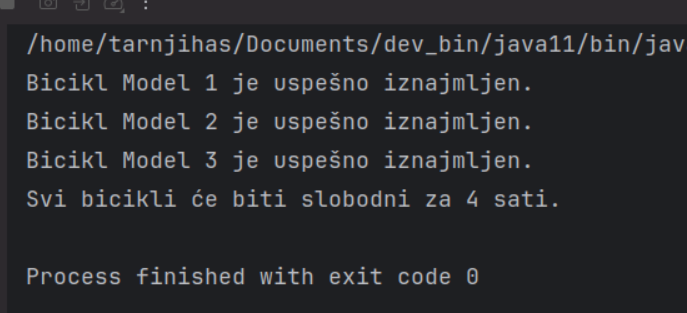 /home/tarnjihas/Documents/dev_bin/java11/bin/jav
Bicikl Model 1 je uspešno iznajmljen.
Bicikl Model 2 je uspešno iznajmljen.
Bicikl Model 3 je uspešno iznajmljen.
Svi bicikli će biti slobodni za 4 sati.
Process finished with exit code 0